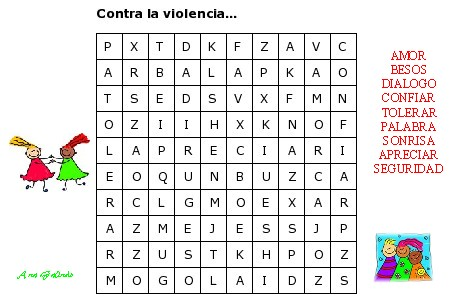 Contra la violencia...
P X T D K F Z A V C
A R B A L A P K A O
T S E D S V X F M N
O Z I I H X K N O F
L A P R E C I A R I
E O Q U N B U Z C A
R C L G M O E X A R
A Z M E J E S S J P
R Z U S T K H P O Z
M O G O L A I D Z S
AMOR
BESOS
DIALOGO
CONFIAR
TOLERAR
PALABRA
SONRISA
APRECIAR
SEGURIDAD